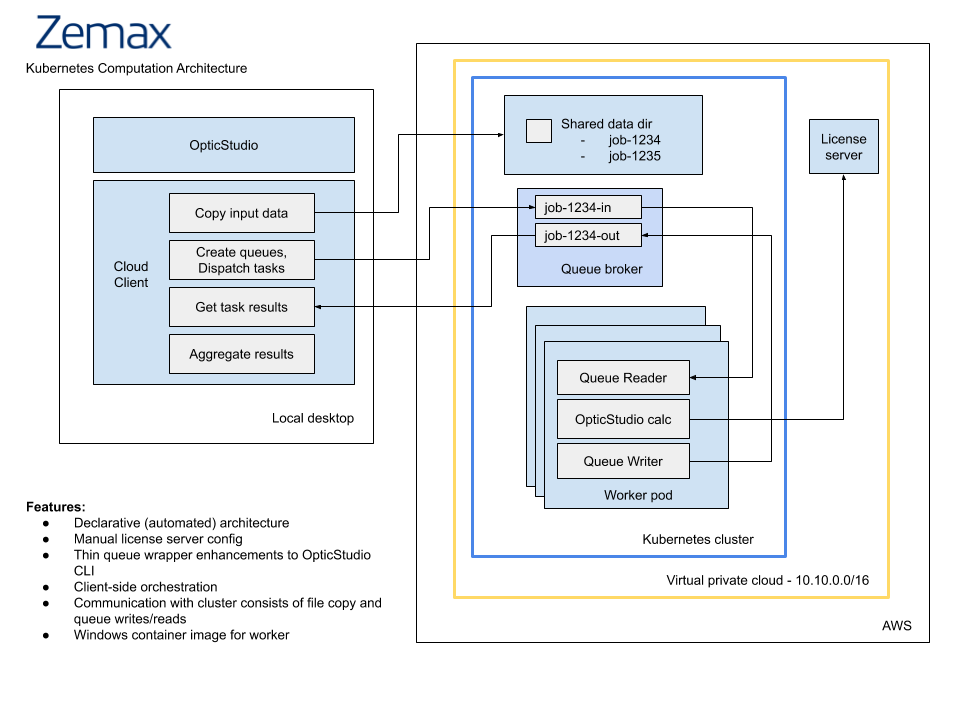 Zemax
Kubernetes Computation Architecture
OpticStudio
Cloud
Client
Copy input data
Create queues,
Dispatch tasks
Get task results
Aggregate results
Local desktop
Shared data dir
- job-1234
- job-1235
License
server
job-1234-in
job-1234-out
Queue broker
Queue Reader
OpticStudio calc
Queue Writer
Worker pod
Kubernetes cluster
Virtual private cloud - 10.10.0.0/16
AWS
Features:
● Declarative (automated) architecture
● Manual license server config
● Thin queue wrapper enhancements to OpticStudio
CLI
● Client-side orchestration
● Communication with cluster consists of file copy and
queue writes/reads
● Windows container image for worker